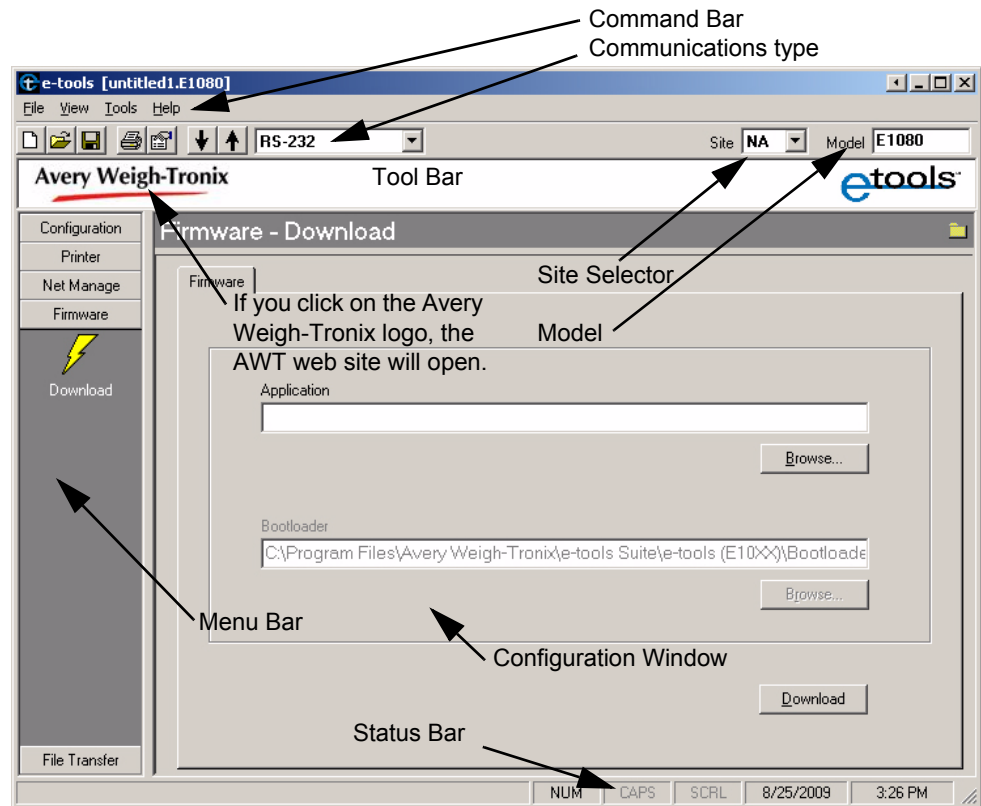 Command Bar
Communications type
e-tools [untitled1.E1080]
File View Tools Help
RS-232
Site NA Model E1080
Avery Weigh-Tronix
Tool Bar
etools
Configuration
Printer
Net Manage
Firmware
Download
File Transfer
Firmware - Download
Firmware
Site Selector
If you click on the Avery
Weigh-Tronix logo, the
AWT web site will open.
Model
Application
Browse...
Bootloader
C:\Program Files\Avery Weigh-Tronix\e-tools Suite\e-tools (E10XX)\Bootloade
Browse...
Menu Bar
Configuration Window
Download
Status Bar
NUM CAPS SCRL 8/25/2009 3:26 PM